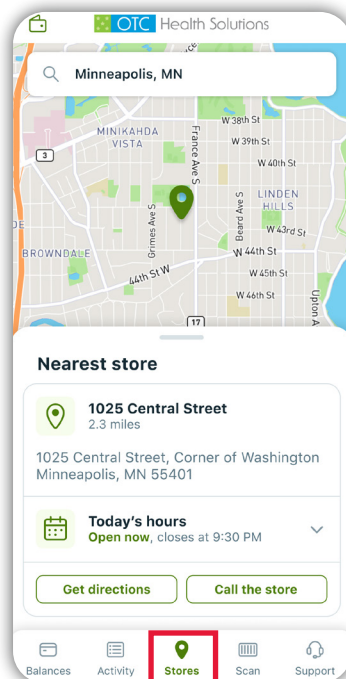 OTC Health Solutions
Minneapolis, MN
W 38th St
MINIKAHDA
VISTA
France Ave S
W 39th St
3
W 40th St
Grimes Ave S
Beard Ave S
LINDEN
HILLS
W 43rd St
BROWNDALE
W 44th St
44th St W
W 45th St
W 46th St
Upton A
17
Nearest store
1025 Central Street
2.3 miles
1025 Central Street, Corner of Washington
Minneapolis, MN 55401
Today's hours
Open now, closes at 9:30 PM
Get directions
Call the store
Balances
Activity
Stores
Scan
Support